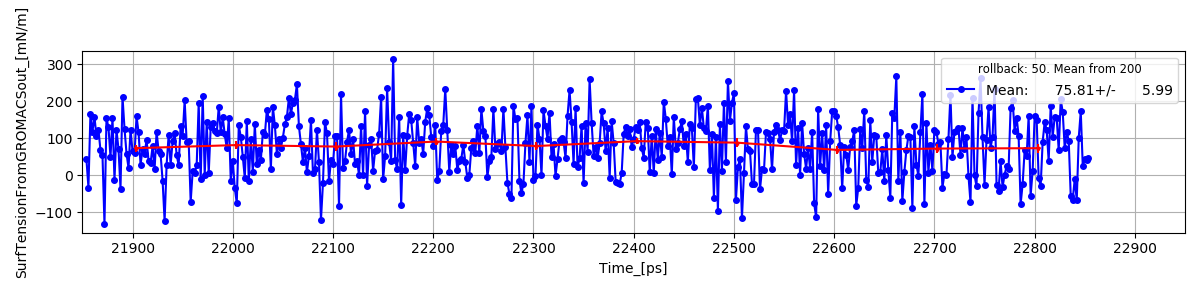 SurfTensionFromGROMACSout_[mN/m]
300
200
100
0
−100
rollback: 50. Mean from 200
Mean: 75.81+/- 5.99
21900 22000 22100 22200 22300 22400 22500 22600 22700 22800 22900
Time_[ps]